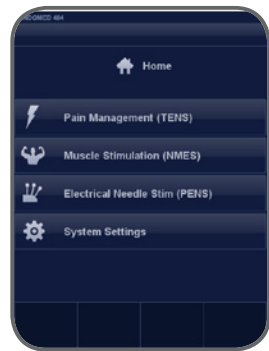 Home
Pain Management (TENS)
Muscle Stimulation (NMES)
Electrical Needle Stim (PENS)
System Settings